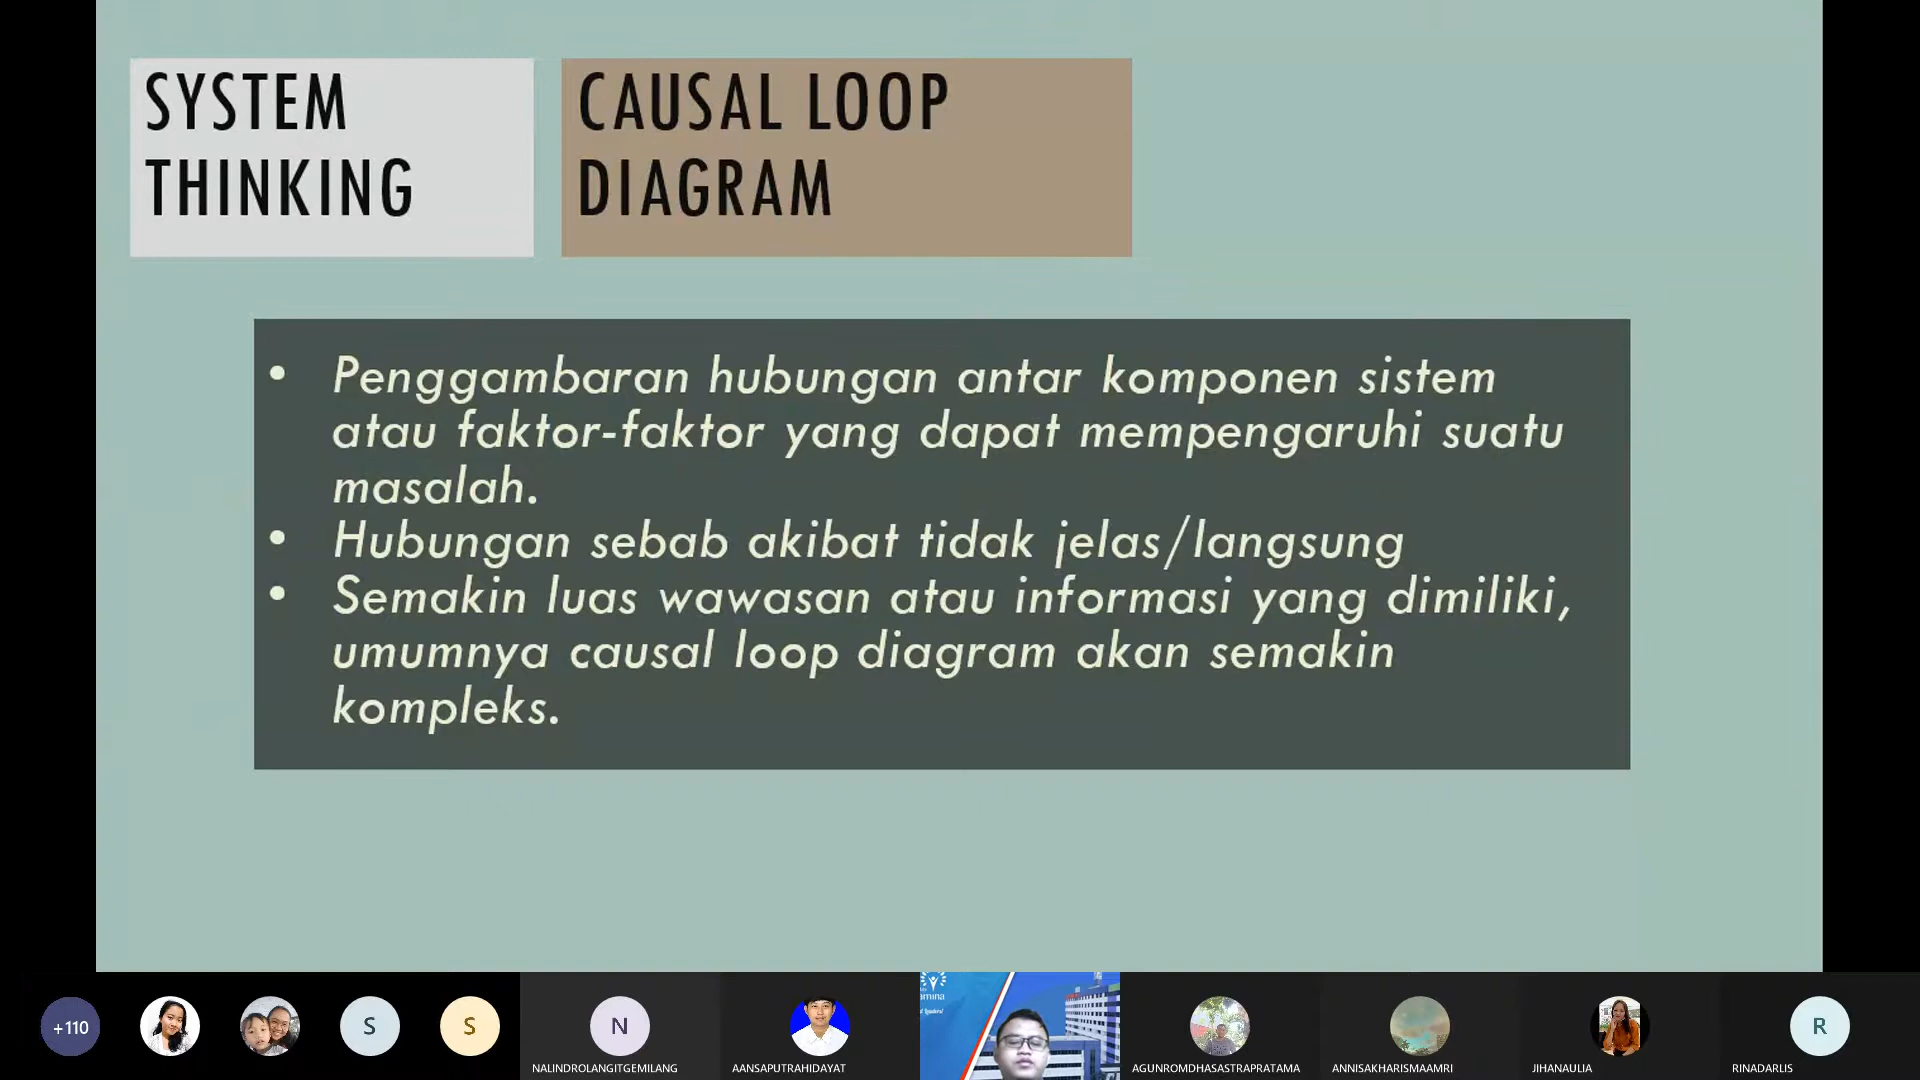 SYSTEM
THINKING
CAUSAL LOOP
DIAGRAM
• Penggambaran hubungan antar komponen sistem
atau faktor-faktor yang dapat mempengaruhi suatu
masalah.
• Hubungan sebab akibat tidak jelas/langsung
• Semakin luas wawasan atau informasi yang dimiliki,
umumnya causal loop diagram akan semakin
kompleks.
+110
S
S
N
R
NALINDROLANGITGEMILANG
AANSAPUTRAHIDAYAT
AGUNROMDHASASTRAPRATAMA
ANNISAKHARISMAAMRI
JIHANAULIA
RINADARLIS